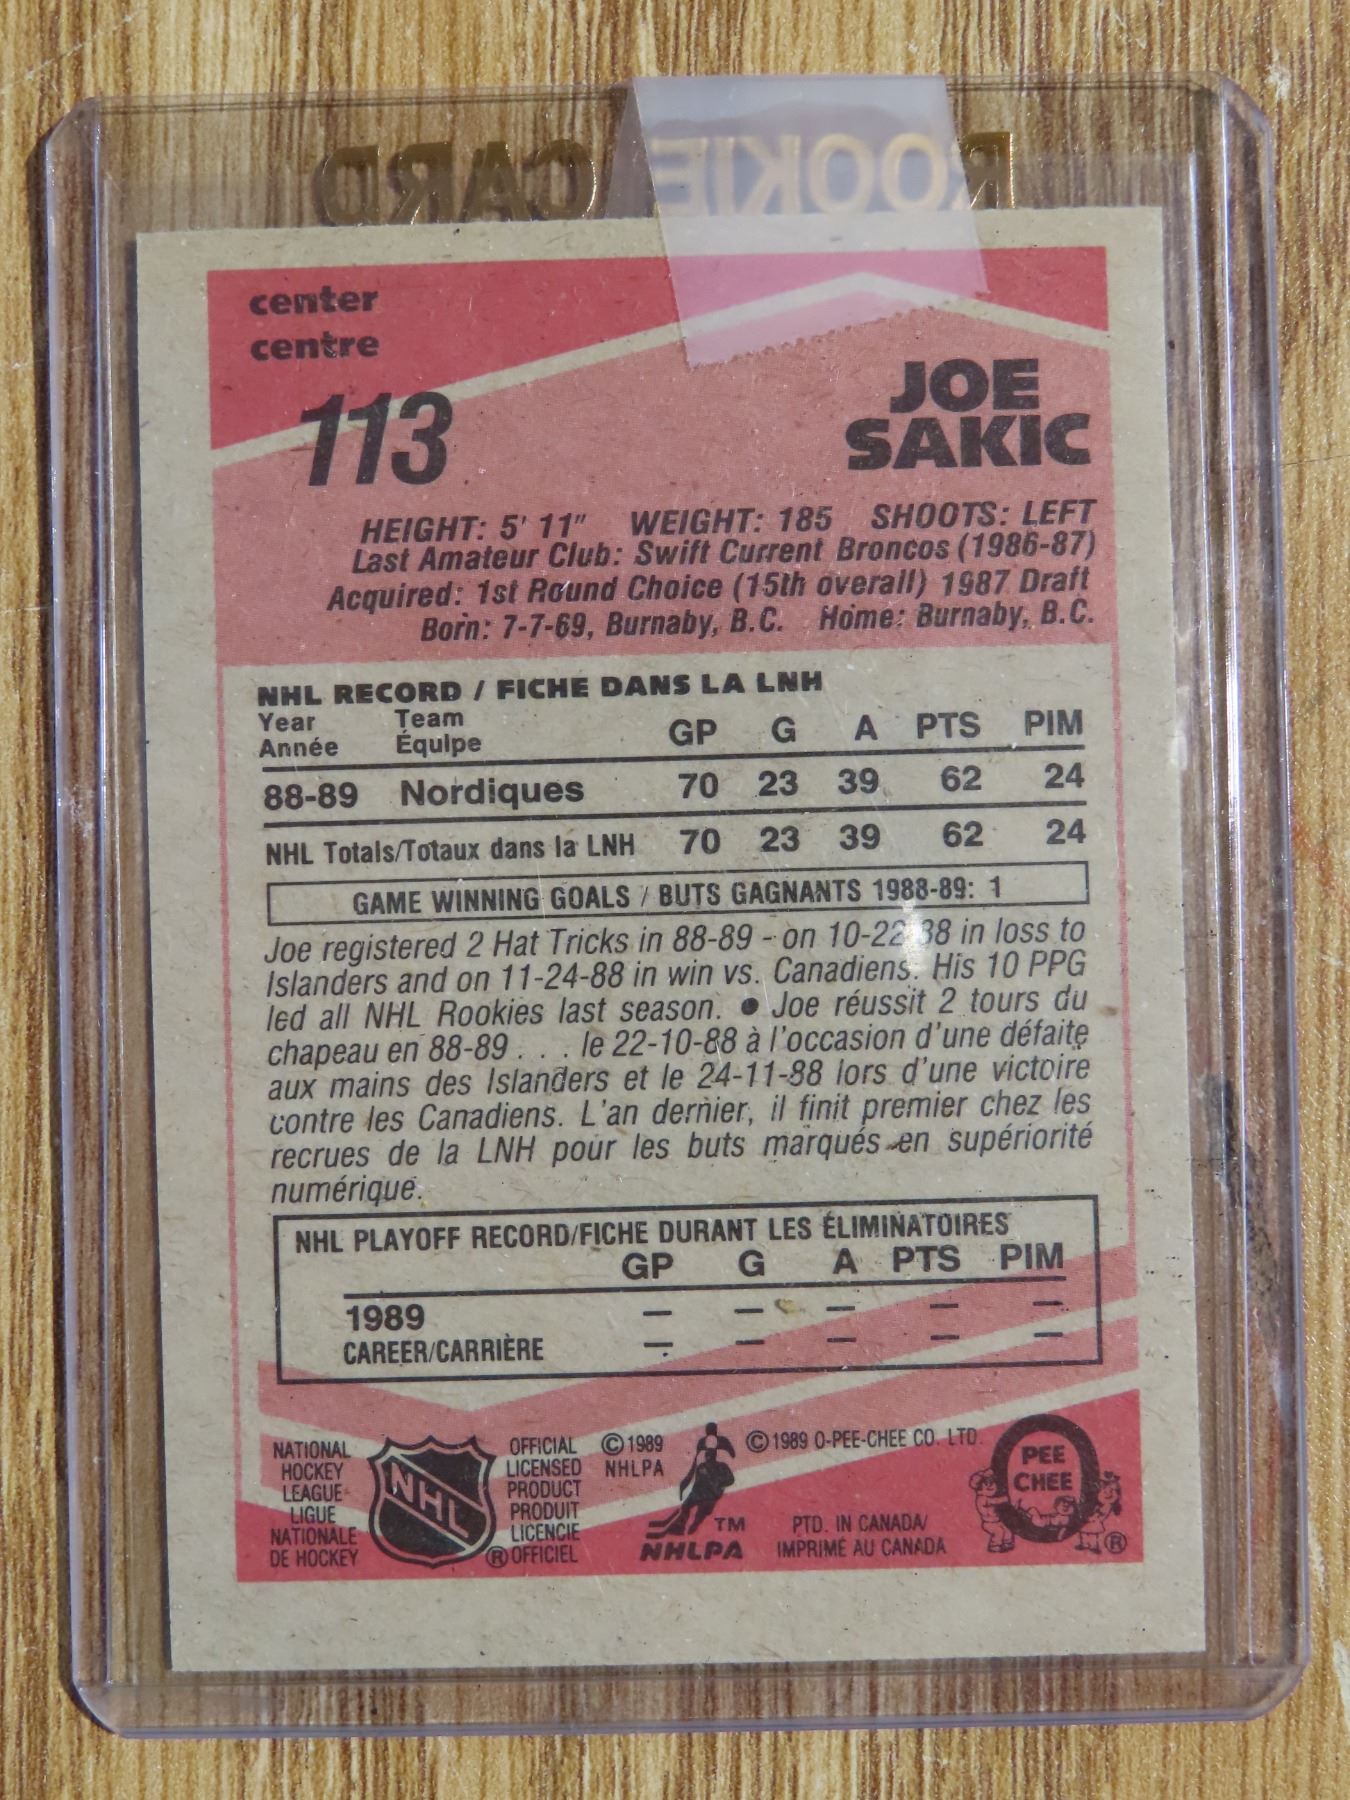 ROOKIE CARD
center
centre
113
JOE
SAKIC
HEIGHT: 5' 11" WEIGHT: 185 SHOOTS: LEFT
Last Amateur Club: Swift Current Broncos (1986-87)
Acquired: 1st Round Choice (15th overall) 1987 Draft
Born: 7-7-69, Burnaby, B.C. Home: Burnaby, B.C.
NHL RECORD / FICHE DANS LA LNH
Year Team GP G A PTS PIM
Année Équipe
88-89 Nordiques 70 23 39 62 24
NHL Totals/Totaux dans la LNH 70 23 39 62 24
GAME WINNING GOALS / BUTS GAGNANTS 1988-89: 1
Joe registered 2 Hat Tricks in 88-89 - on 10-22-88 in loss to
Islanders and on 11-24-88 in win vs. Canadiens. His 10 PPG
led all NHL Rookies last season. ● Joe réussit 2 tours du
chapeau en 88-89 . . . le 22-10-88 à l'occasion d'une défaite
aux mains des Islanders et le 24-11-88 lors d'une victoire
contre les Canadiens. L'an dernier, il finit premier chez les
recrues de la LNH pour les buts marqués en supériorité
numérique.
NHL PLAYOFF RECORD/FICHE DURANT LES ÉLIMINATOIRES
GP G A PTS PIM
1989 — — — — —
CAREER/CARRIÈRE — — — — —
NATIONAL
HOCKEY
LEAGUE
LIGUE
NATIONALE
DE HOCKEY
NHL
®
OFFICIAL
LICENSED
PRODUCT
PRODUIT
LICENCIE
OFFICIEL
© 1989
NHLPA
TM
NHLPA
© 1989 O-PEE-CHEE CO. LTD.
PTD. IN CANADA/
IMPRIMÉ AU CANADA
O
PEE
CHEE
®